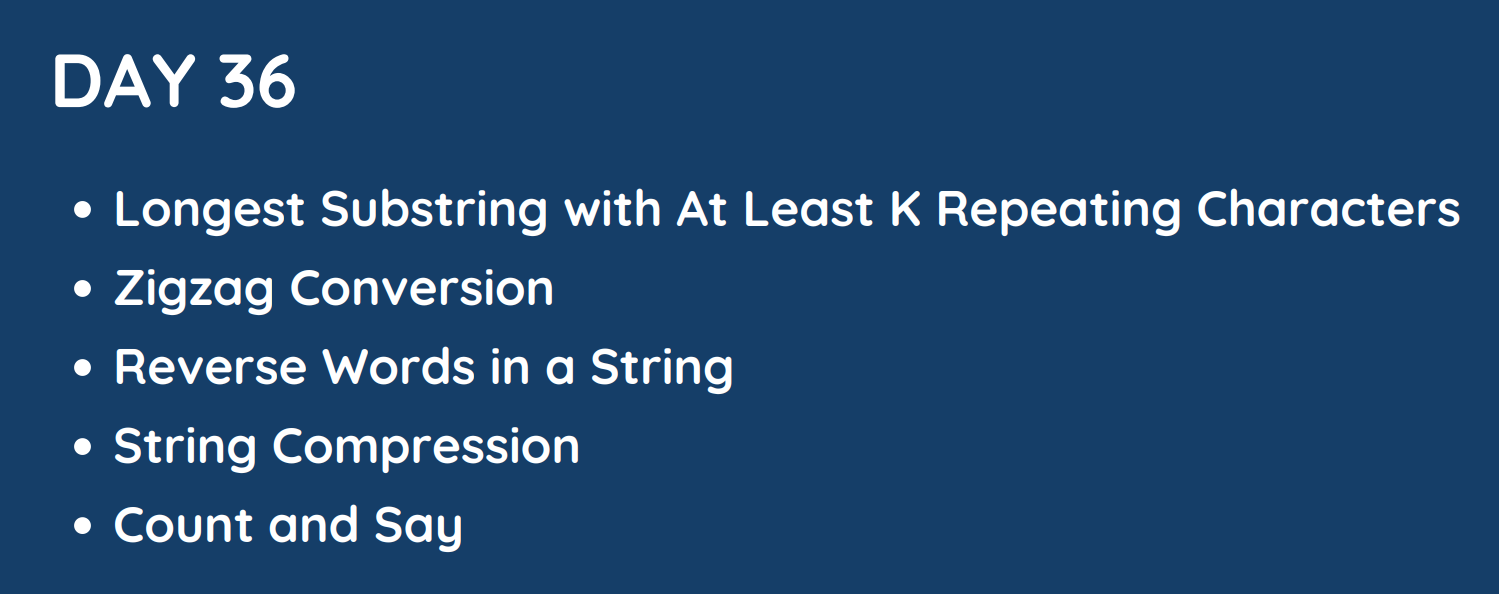 DAY 36
• Longest Substring with At Least K Repeating Characters
• Zigzag Conversion
• Reverse Words in a String
• String Compression
• Count and Say